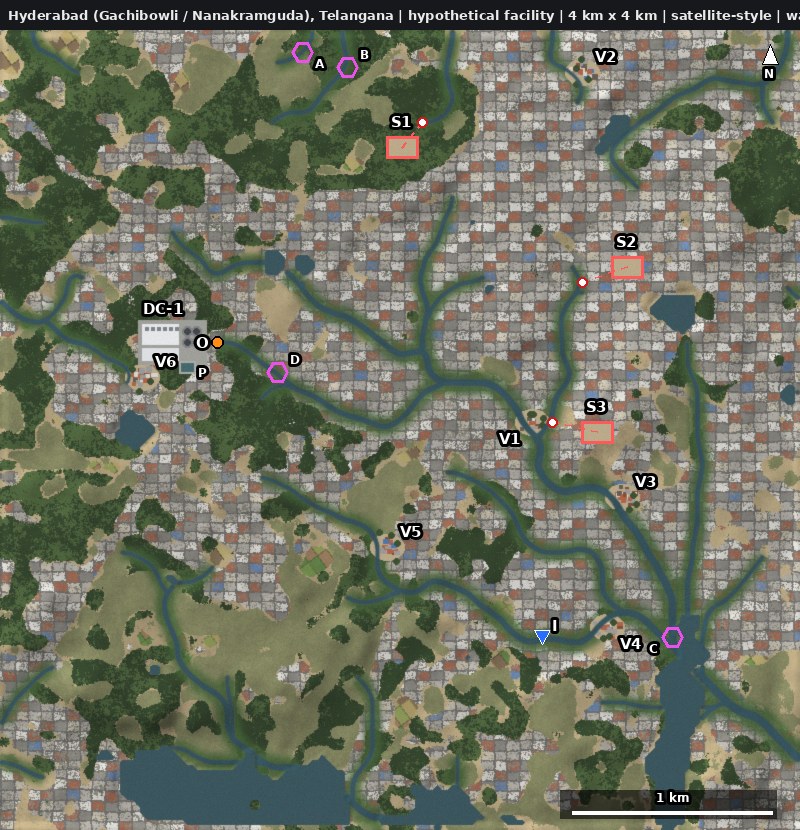 Hyderabad (Gachibowli / Nanakramguda), Telangana | hypothetical facility | 4 km x 4 km | satellite-style | wa
A
B
V2
N
S1
S2
DC-1
O
V6
P
D
S3
V1
V3
V5
I
V4
C
1 km